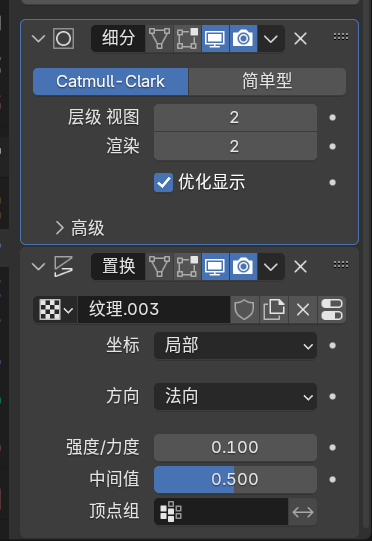 细分
Catmull-Clark 简单型
层级 视图 2
渲染 2
优化显示
高级
置换
纹理.003
坐标 局部
方向 法向
强度/力度 0.100
中间值 0.500
顶点组